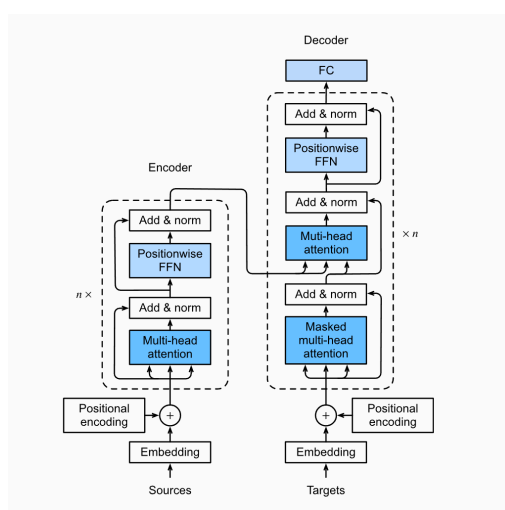 Decoder
FC
Add & norm
Positionwise
FFN
Add & norm
Muti-head
attention
× n
Add & norm
Masked
multi-head
attention
Positional
encoding
+
Embedding
Targets
Encoder
Add & norm
Positionwise
FFN
n ×
Add & norm
Multi-head
attention
Positional
encoding
+
Embedding
Sources